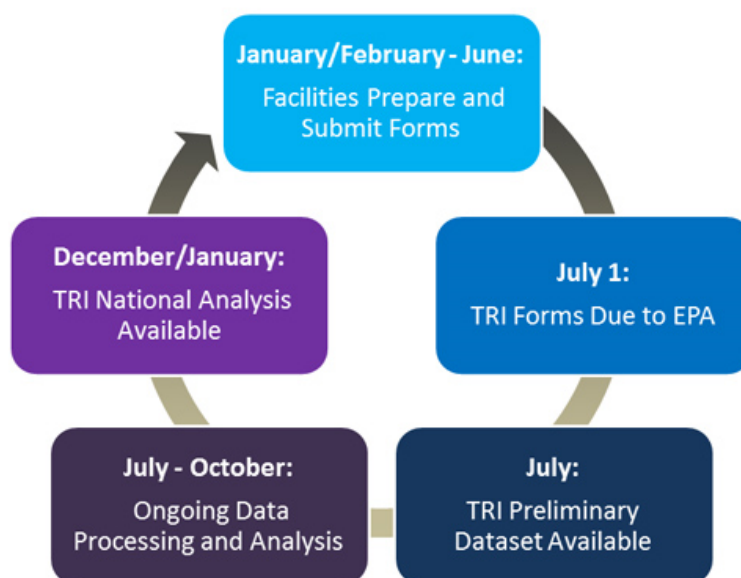 January/February - June:
Facilities Prepare and
Submit Forms
July 1:
TRI Forms Due to EPA
July:
TRI Preliminary
Dataset Available
July - October:
Ongoing Data
Processing and Analysis
December/January:
TRI National Analysis
Available